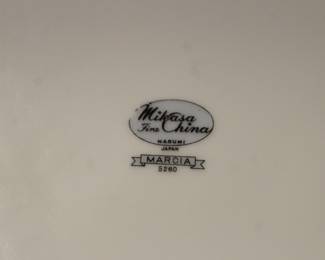 Mikasa
Fine China
NARUMI
JAPAN
MARCIA
5260